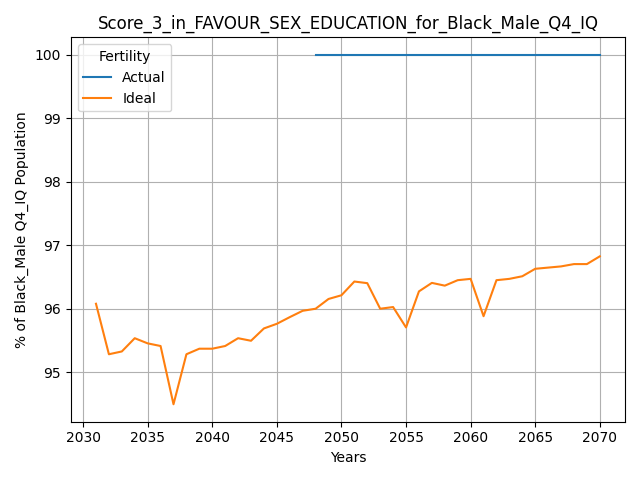 Score_3_in_FAVOUR_SEX_EDUCATION_for_Black_Male_Q4_IQ
Fertility
Actual
Ideal
% of Black_Male Q4_IQ Population
100
99
98
97
96
95
2030 2035 2040 2045 2050 2055 2060 2065 2070
Years